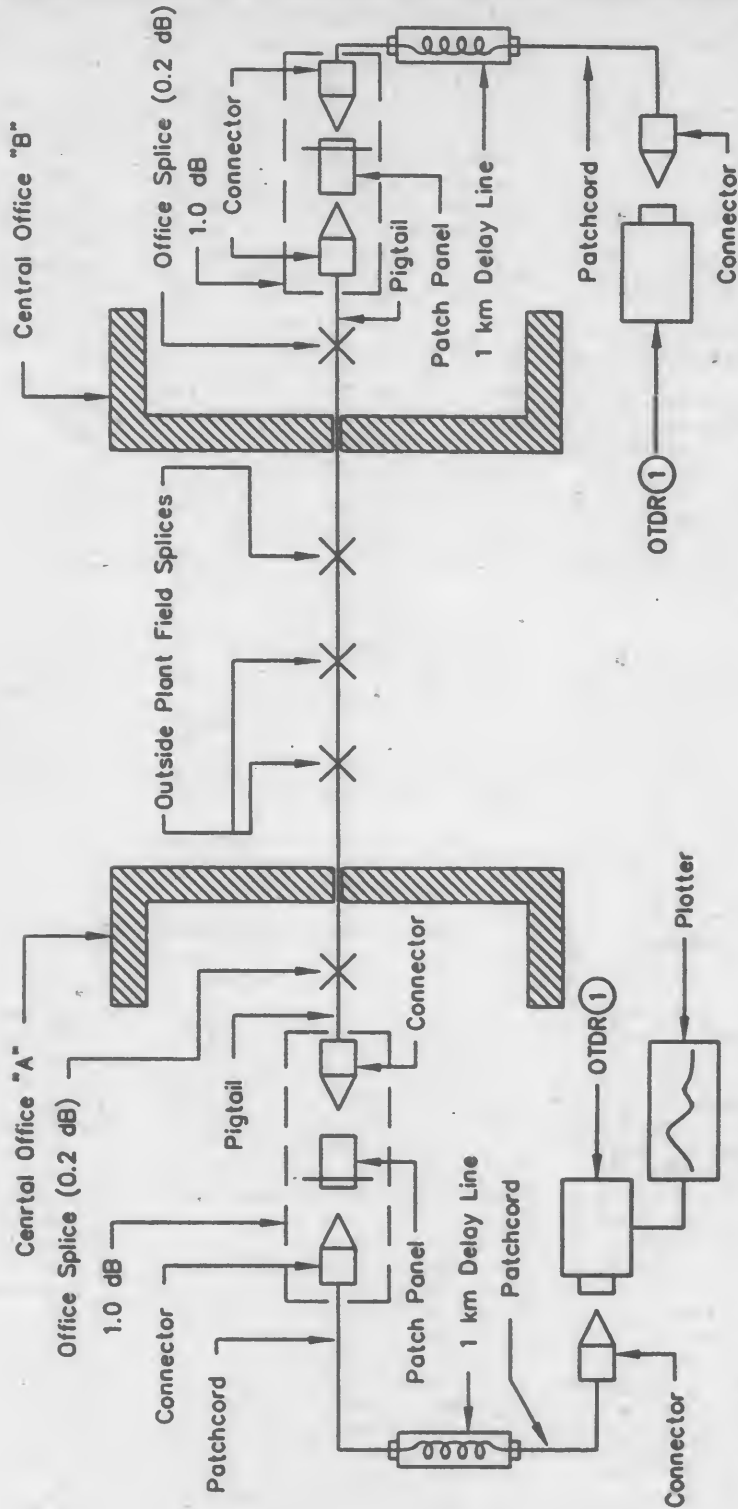 Cenrtal Office "A"
Office Splice (0.2 dB)
1.0 dB
Connector
Patchcord
Pigtail
Connector
Patch Panel
1 km Delay Line
Patchcord
Connector
OTDR 1
Plotter
Outside Plant Field Splices
Central Office "B"
Office Splice (0.2 dB)
1.0 dB
Connector
Pigtail
Patch Panel
1 km Delay Line
Patchcord
Connector
OTDR 1